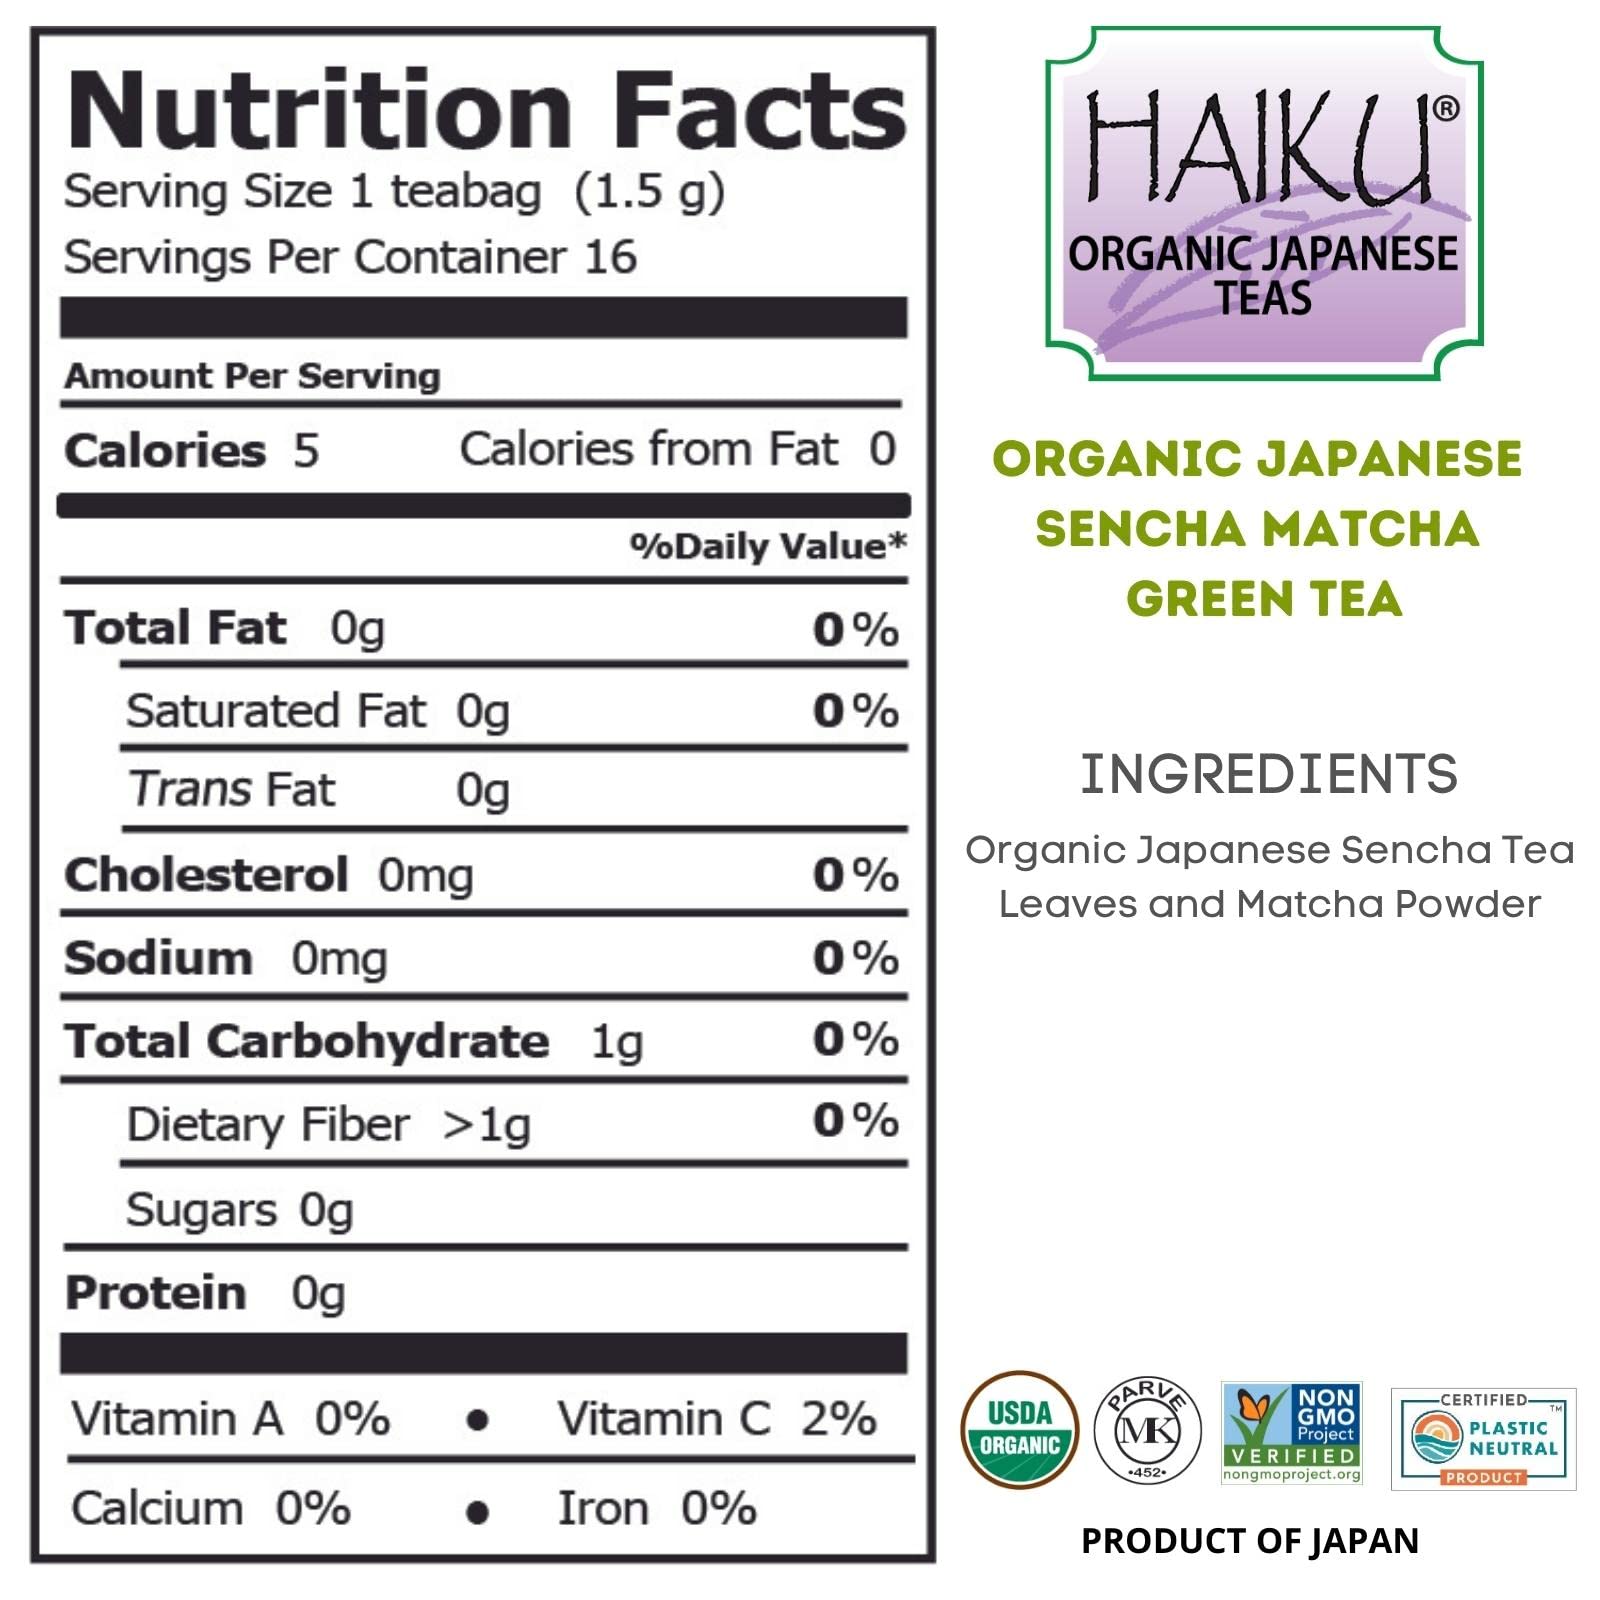 Nutrition Facts
Serving Size 1 teabag (1.5 g)
Servings Per Container 16
Amount Per Serving
Calories 5 Calories from Fat 0
%Daily Value*
Total Fat 0g 0%
Saturated Fat 0g 0%
Trans Fat 0g
Cholesterol 0mg 0%
Sodium 0mg 0%
Total Carbohydrate 1g 0%
Dietary Fiber >1g 0%
Sugars 0g
Protein 0g
Vitamin A 0% • Vitamin C 2%
Calcium 0% • Iron 0%
HAIKU®
ORGANIC JAPANESE
TEAS
ORGANIC JAPANESE
SENCHA MATCHA
GREEN TEA
INGREDIENTS
Organic Japanese Sencha Tea
Leaves and Matcha Powder
USDA
ORGANIC
PARVE
MK
•452•
NON
GMO
Project
VERIFIED
nongmoproject.org
CERTIFIED
PLASTIC™
NEUTRAL
PRODUCT
PRODUCT OF JAPAN